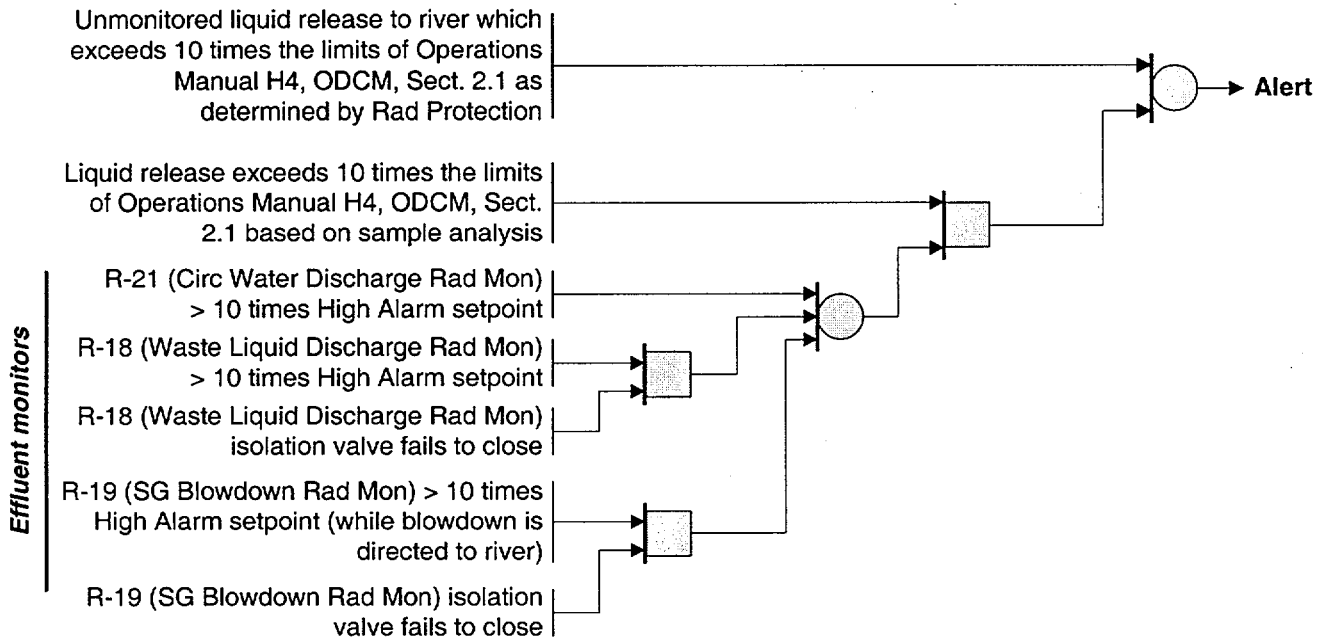 Unmonitored liquid release to river which
exceeds 10 times the limits of Operations
Manual H4, ODCM, Sect. 2.1 as
determined by Rad Protection
Alert
Liquid release exceeds 10 times the limits
of Operations Manual H4, ODCM, Sect.
2.1 based on sample analysis
Effluent monitors
R-21 (Circ Water Discharge Rad Mon)
> 10 times High Alarm setpoint
R-18 (Waste Liquid Discharge Rad Mon)
> 10 times High Alarm setpoint
R-18 (Waste Liquid Discharge Rad Mon)
isolation valve fails to close
R-19 (SG Blowdown Rad Mon) > 10 times
High Alarm setpoint (while blowdown is
directed to river)
R-19 (SG Blowdown Rad Mon) isolation
valve fails to close